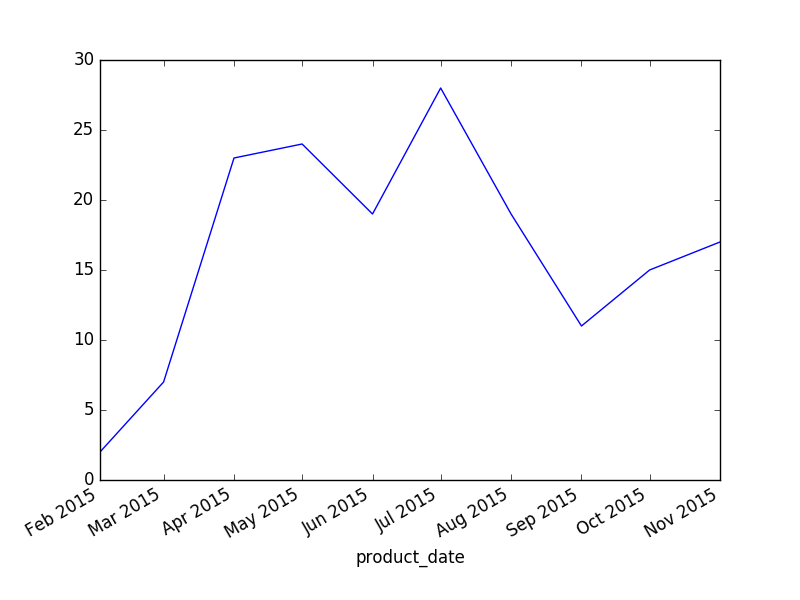 30
25
20
15
10
5
0
Feb 2015
Mar 2015
Apr 2015
May 2015
Jun 2015
Jul 2015
Aug 2015
Sep 2015
Oct 2015
Nov 2015
product_date